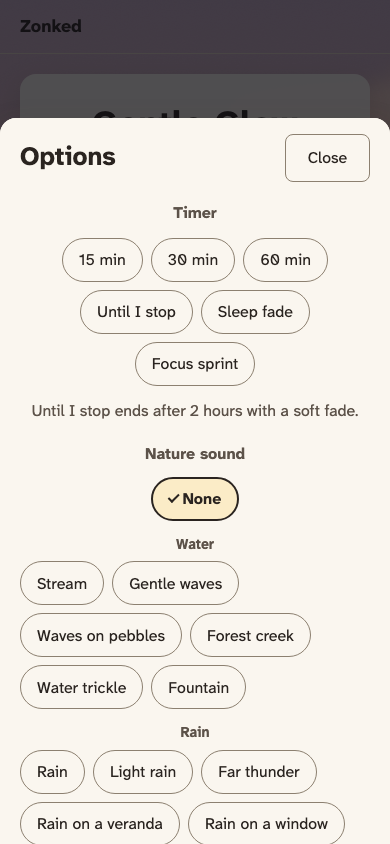 Zonked
Gentle Glow
Options
Close
Timer
15 min
30 min
60 min
Until I stop
Sleep fade
Focus sprint
Until I stop ends after 2 hours with a soft fade.
Nature sound
✓ None
Water
Stream
Gentle waves
Waves on pebbles
Forest creek
Water trickle
Fountain
Rain
Rain
Light rain
Far thunder
Rain on a veranda
Rain on a window